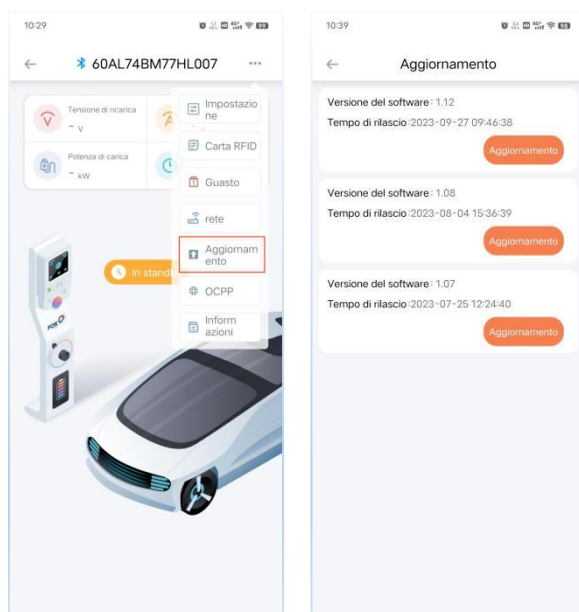 10:29
60AL74BM77HL007
Tensione di ricarica
- V
Potenza di carica
- kW
Impostazio
ne
Carta RFID
Guasto
rete
Aggiornam
ento
OCPP
Inform
azioni
In stand
FOX
10:39
Aggiornamento
Versione del software: 1.12
Tempo di rilascio:2023-09-27 09:46:38
Aggiornamento
Versione del software: 1.08
Tempo di rilascio:2023-08-04 15:36:39
Aggiornamento
Versione del software: 1.07
Tempo di rilascio:2023-07-25 12:24:40
Aggiornamento